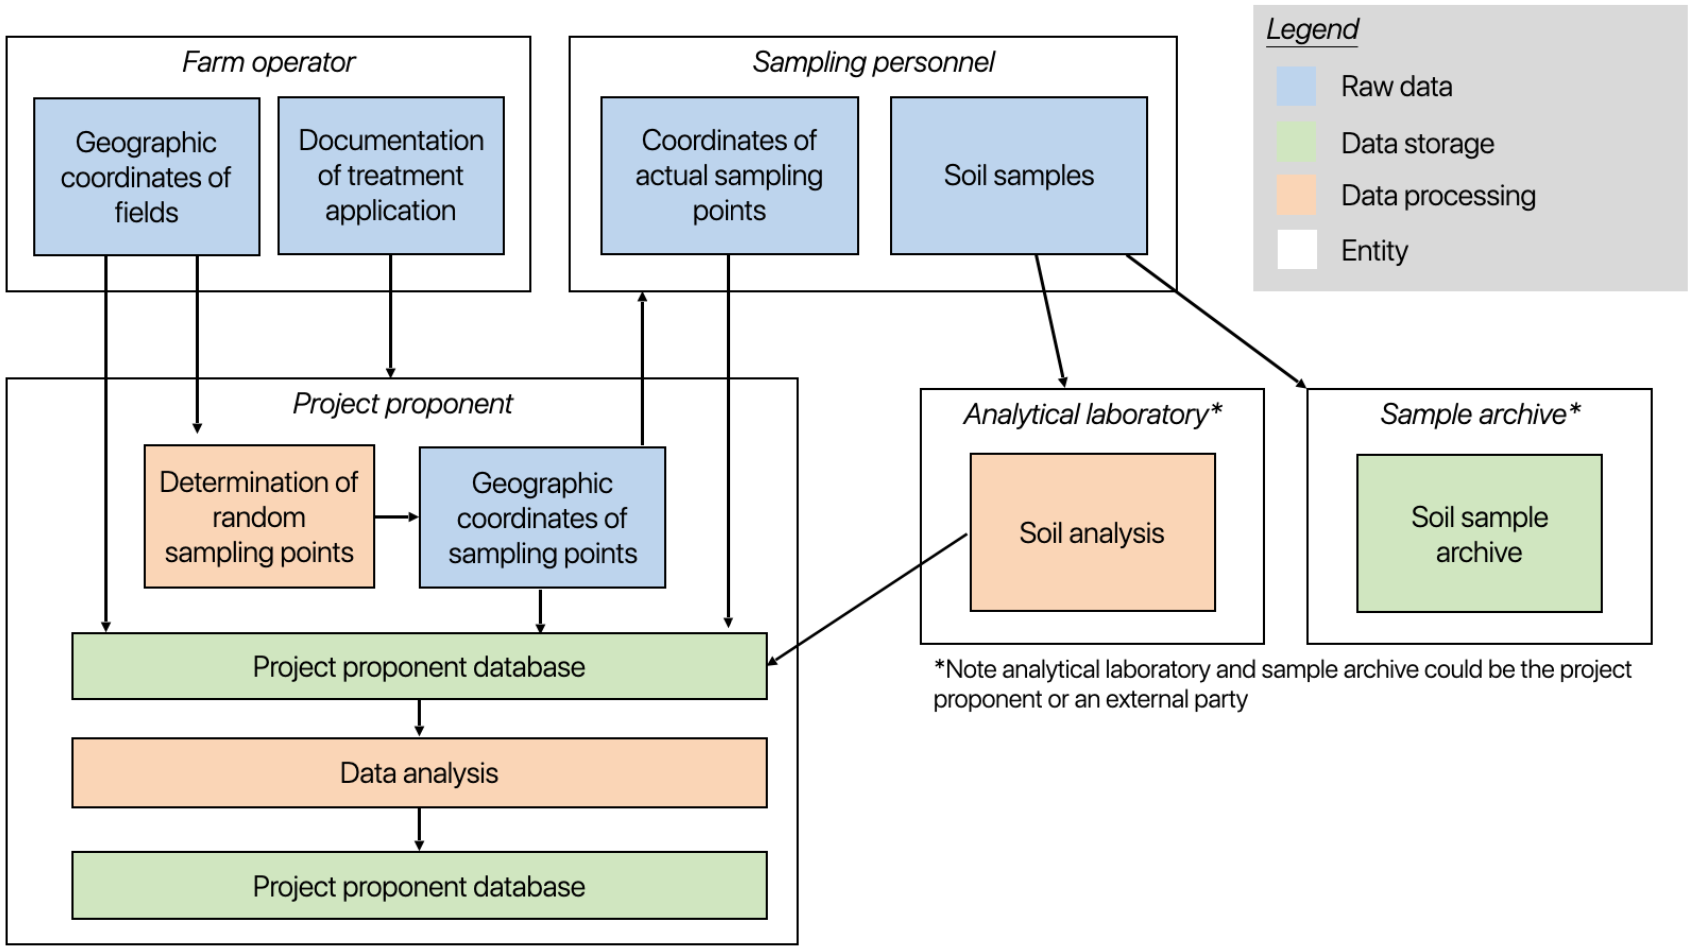 Farm operator
Geographic
coordinates of
fields
Documentation
of treatment
application
Sampling personnel
Coordinates of
actual sampling
points
Soil samples
Legend
Raw data
Data storage
Data processing
Entity
Project proponent
Determination of
random
sampling points
Geographic
coordinates of
sampling points
Project proponent database
Data analysis
Project proponent database
Analytical laboratory*
Soil analysis
Sample archive*
Soil sample
archive
*Note analytical laboratory and sample archive could be the project
proponent or an external party